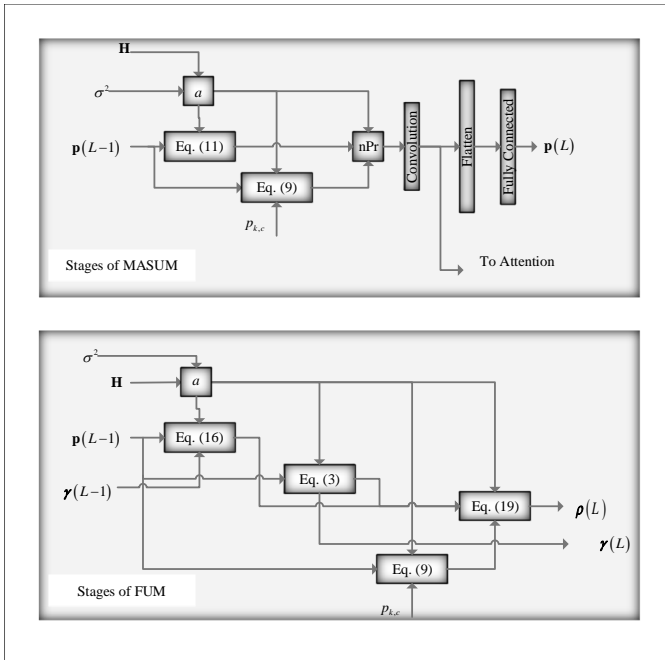 H
σ²
a
p(L−1)
Eq. (11)
nPr
Convolution
Flatten
Fully Connected
p(L)
Eq. (9)
p_{k,c}
Stages of MASUM
To Attention
σ²
H
a
p(L−1)
Eq. (16)
γ(L−1)
Eq. (3)
Eq. (19)
ρ(L)
γ(L)
Eq. (9)
Stages of FUM
p_{k,c}